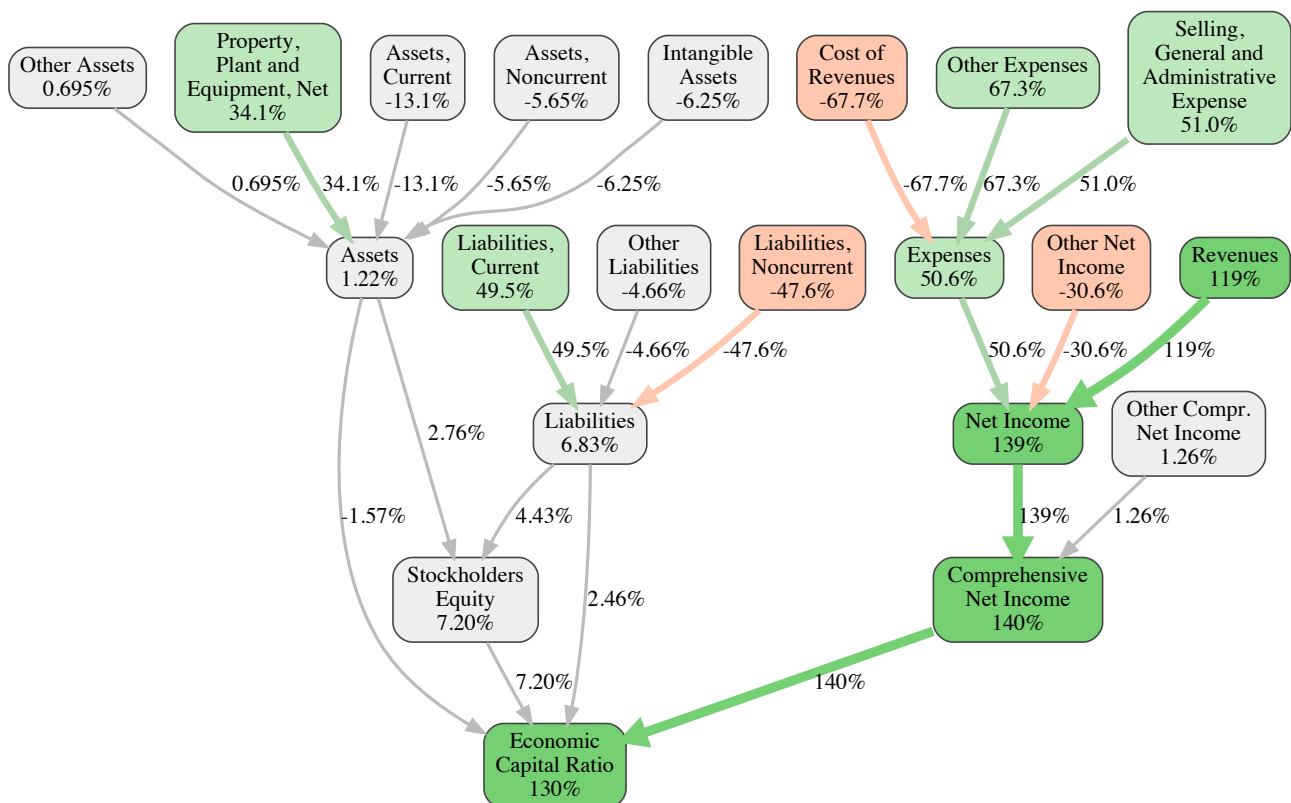 Other Assets
0.695%
Property,
Plant and
Equipment, Net
34.1%
Assets,
Current
-13.1%
Assets,
Noncurrent
-5.65%
Intangible
Assets
-6.25%
Cost of
Revenues
-67.7%
Other Expenses
67.3%
Selling,
General and
Administrative
Expense
51.0%
0.695%
34.1%
-13.1%
-5.65%
-6.25%
-67.7%
67.3%
51.0%
Assets
1.22%
Liabilities,
Current
49.5%
Other
Liabilities
-4.66%
Liabilities,
Noncurrent
-47.6%
Expenses
50.6%
Other Net
Income
-30.6%
Revenues
119%
49.5%
-4.66%
-47.6%
50.6%
-30.6%
119%
2.76%
Liabilities
6.83%
Net Income
139%
Other Compr.
Net Income
1.26%
-1.57%
4.43%
139%
1.26%
Stockholders
Equity
7.20%
2.46%
Comprehensive
Net Income
140%
7.20%
140%
Economic
Capital Ratio
130%